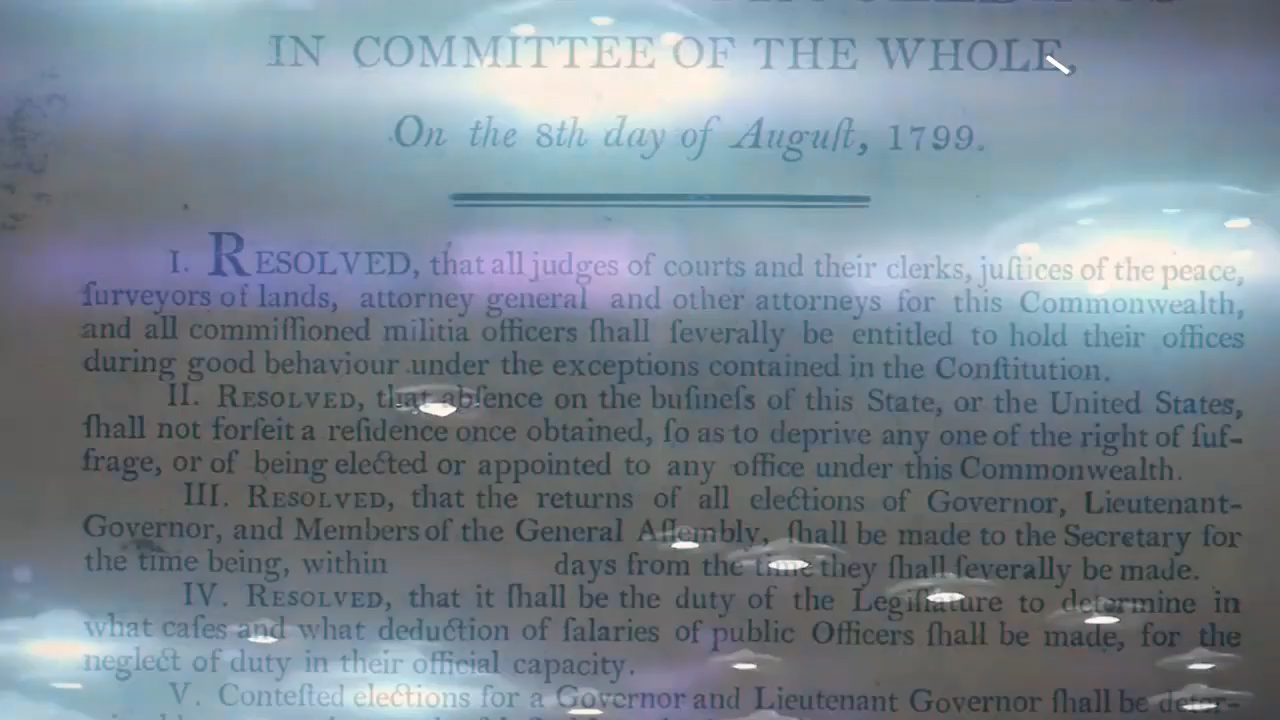 IN COMMITTEE OF THE WHOLE,
On the 8th day of Auguſt, 1799.
I. RESOLVED, that all judges of courts and their clerks, juſtices of the peace,
ſurveyors of lands, attorney general and other attorneys for this Commonwealth,
and all commiſſioned militia officers ſhall ſeverally be entitled to hold their offices
during good behaviour under the exceptions contained in the Conſtitution.
II. RESOLVED, that abſence on the buſineſs of this State, or the United States,
ſhall not forfeit a reſidence once obtained, ſo as to deprive any one of the right of ſuf-
frage, or of being elected or appointed to any office under this Commonwealth.
III. RESOLVED, that the returns of all elections of Governor, Lieutenant-
Governor, and Members of the General Aſſembly, ſhall be made to the Secretary for
the time being, within days from the time they ſhall ſeverally be made.
IV. RESOLVED, that it ſhall be the duty of the Legiſlature to determine in
what caſes and what deduction of ſalaries of public Officers ſhall be made, for the
neglect of duty in their official capacity.
V. Conteſted elections for a Governor and Lieutenant Governor ſhall be deter-